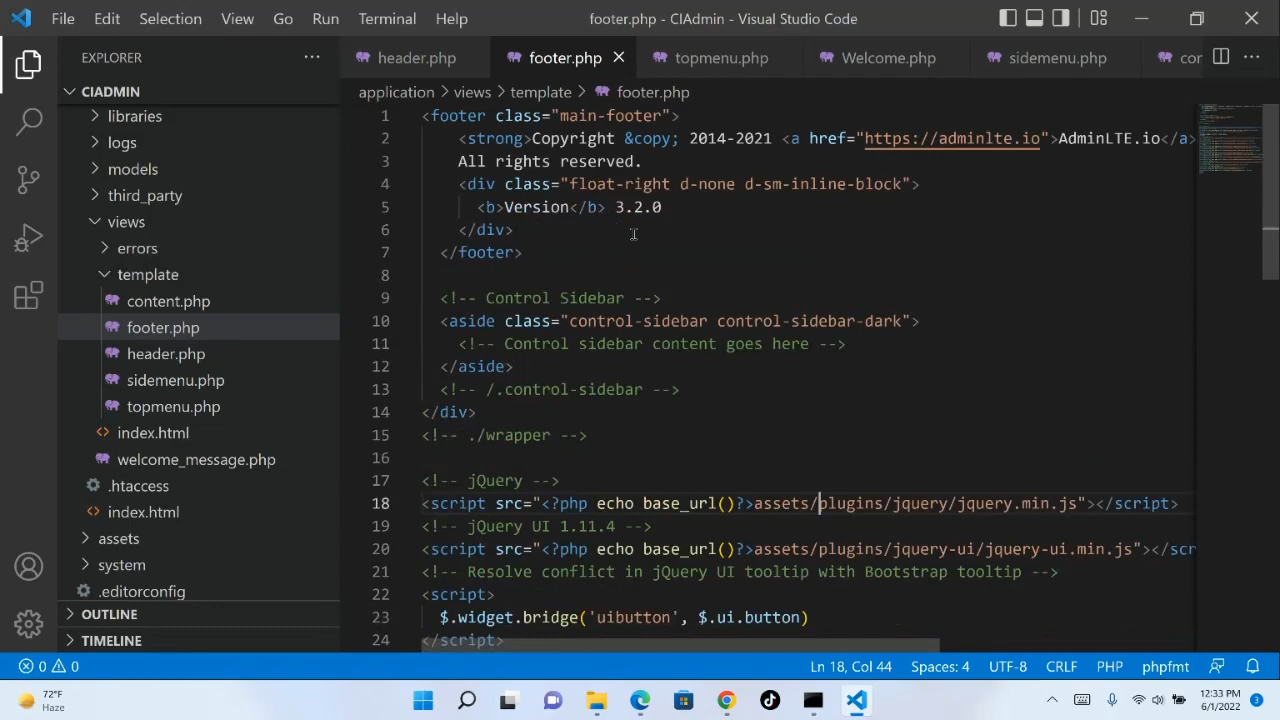 File Edit Selection View Go Run Terminal Help footer.php - CIAdmin - Visual Studio Code
EXPLORER
CIADMIN
libraries
logs
models
third_party
views
errors
template
content.php
footer.php
header.php
sidemenu.php
topmenu.php
index.html
welcome_message.php
.htaccess
index.html
assets
system
.editorconfig
OUTLINE
TIMELINE
header.php footer.php topmenu.php Welcome.php sidemenu.php cor
application > views > template > footer.php
1 <footer class="main-footer">
2 <strong>Copyright &copy; 2014-2021 <a href="https://adminlte.io">AdminLTE.io</a>
3 All rights reserved.
4 <div class="float-right d-none d-sm-inline-block">
5 <b>Version</b> 3.2.0
6 </div>
7 </footer>
8
9 <!-- Control Sidebar -->
10 <aside class="control-sidebar control-sidebar-dark">
11 <!-- Control sidebar content goes here -->
12 </aside>
13 <!-- /.control-sidebar -->
14 </div>
15 <!-- ./wrapper -->
16
17 <!-- jQuery -->
18 <script src="<?php echo base_url()?>assets/plugins/jquery/jquery.min.js"></script>
19 <!-- jQuery UI 1.11.4 -->
20 <script src="<?php echo base_url()?>assets/plugins/jquery-ui/jquery-ui.min.js"></scr
21 <!-- Resolve conflict in jQuery UI tooltip with Bootstrap tooltip -->
22 <script>
23 $.widget.bridge('uibutton', $.ui.button)
24 </script>
0 0 Ln 18, Col 44 Spaces: 4 UTF-8 CRLF PHP phpfmt
72°F
Haze
12:33 PM
6/1/2022
3